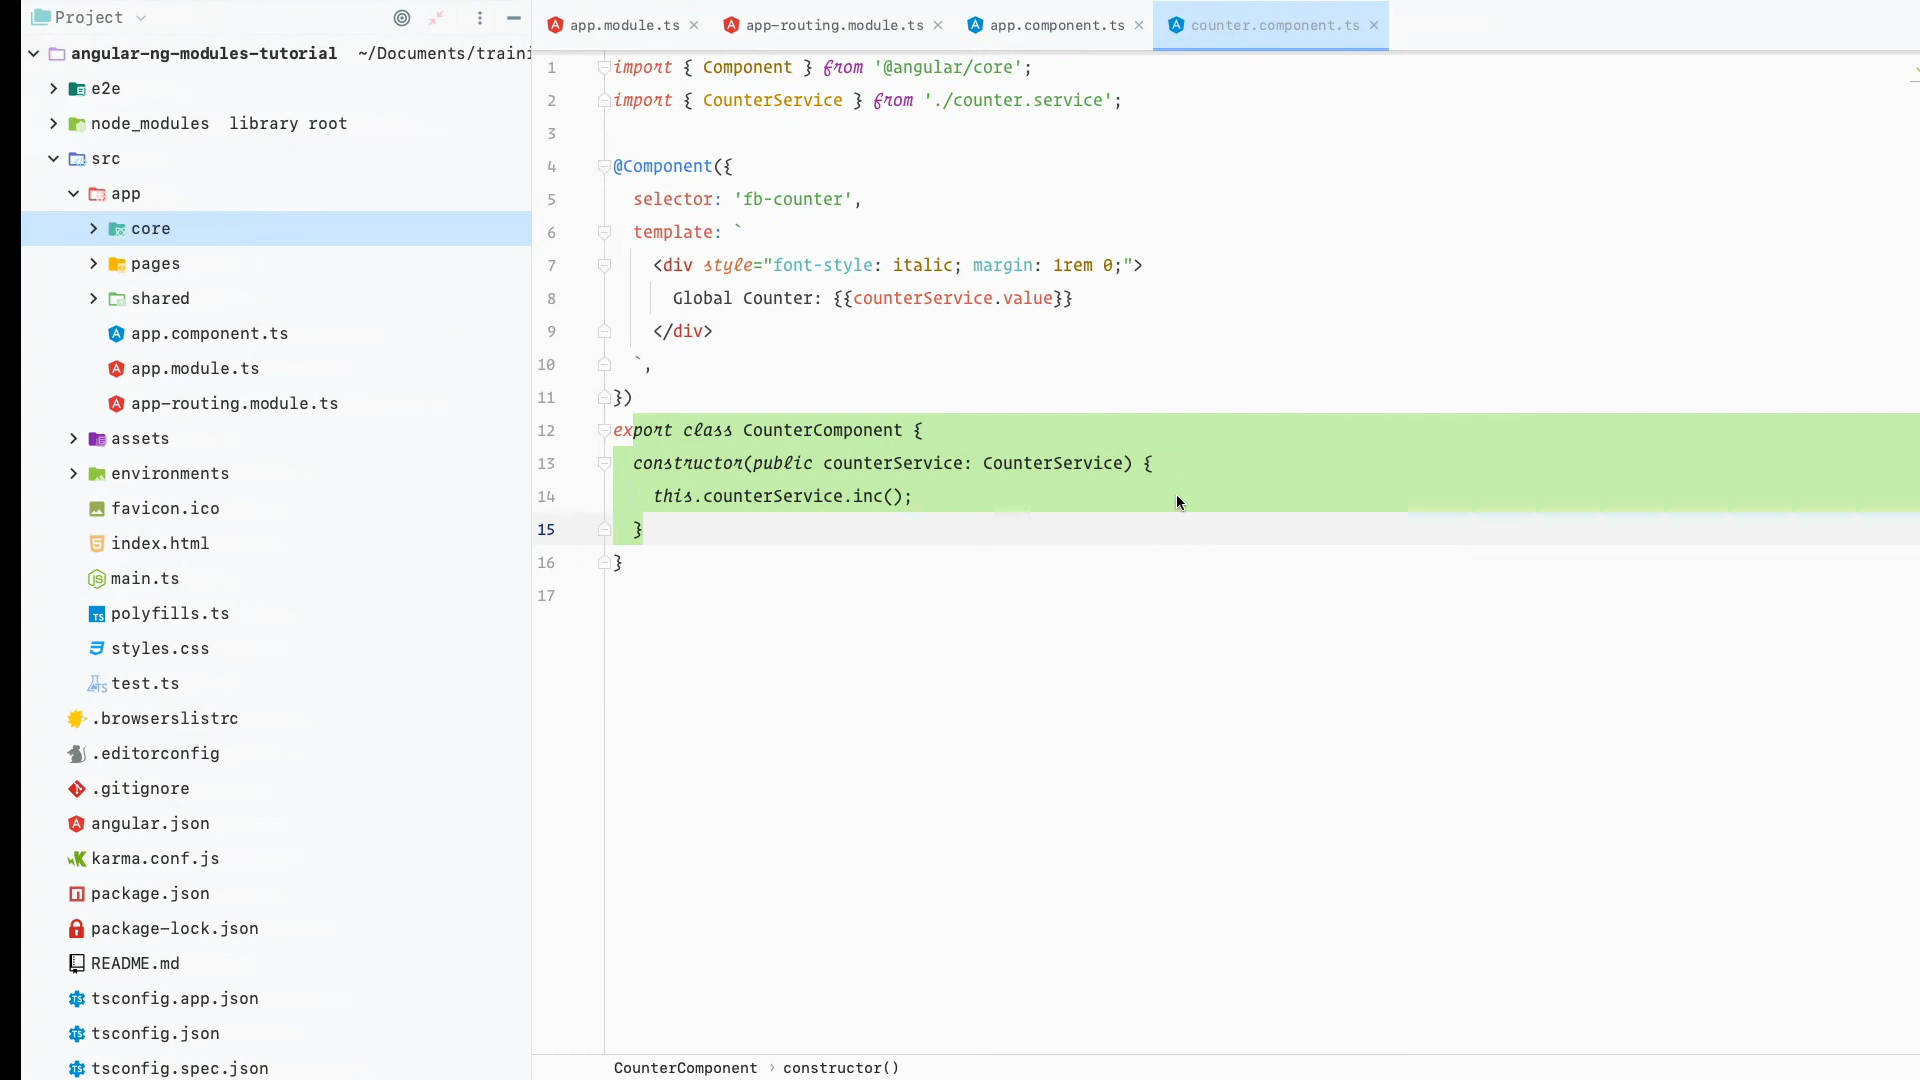 Project
angular-ng-modules-tutorial ~/Documents/traini
e2e
node_modules library root
src
app
core
pages
shared
app.component.ts
app.module.ts
app-routing.module.ts
assets
environments
favicon.ico
index.html
main.ts
polyfills.ts
styles.css
test.ts
.browserslistrc
.editorconfig
.gitignore
angular.json
karma.conf.js
package.json
package-lock.json
README.md
tsconfig.app.json
tsconfig.json
tsconfig.spec.json
app.module.ts app-routing.module.ts app.component.ts counter.component.ts
1 import { Component } from '@angular/core';
2 import { CounterService } from './counter.service';
3
4 @Component({
5 selector: 'fb-counter',
6 template: `
7 <div style="font-style: italic; margin: 1rem 0;">
8 Global Counter: {{counterService.value}}
9 </div>
10 `,
11 })
12 export class CounterComponent {
13 constructor(public counterService: CounterService) {
14 this.counterService.inc();
15 }
16 }
17
CounterComponent › constructor()